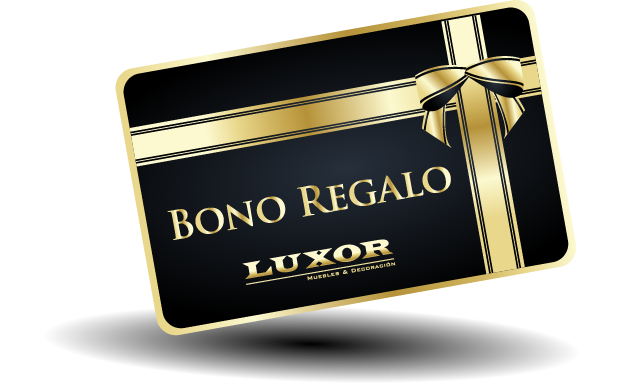 BONO REGALO
LUXOR
MUEBLES & DECORACIÓN